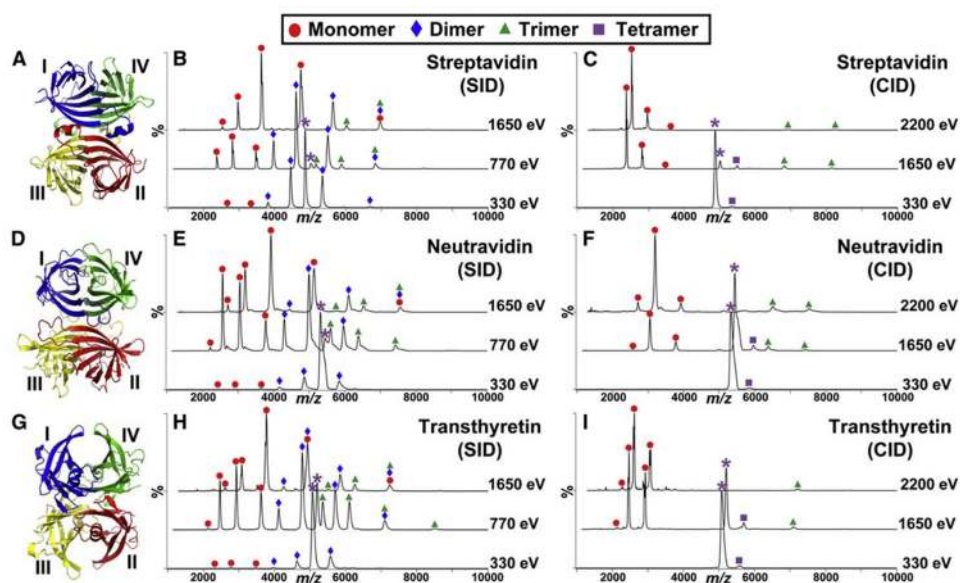 Monomer Dimer Trimer Tetramer
A
I IV
III II
B
Streptavidin
(SID)
1650 eV
770 eV
330 eV
%
2000 4000 m/z 6000 8000 10000
C
Streptavidin
(CID)
2200 eV
1650 eV
330 eV
%
2000 4000 m/z 6000 8000 10000
D
I IV
III II
E
Neutravidin
(SID)
1650 eV
770 eV
330 eV
%
2000 4000 m/z 6000 8000 10000
F
Neutravidin
(CID)
2200 eV
1650 eV
330 eV
%
2000 4000 m/z 6000 8000 10000
G
I IV
III II
H
Transthyretin
(SID)
1650 eV
770 eV
330 eV
%
2000 4000 m/z 6000 8000 10000
I
Transthyretin
(CID)
2200 eV
1650 eV
330 eV
%
2000 4000 m/z 6000 8000 10000